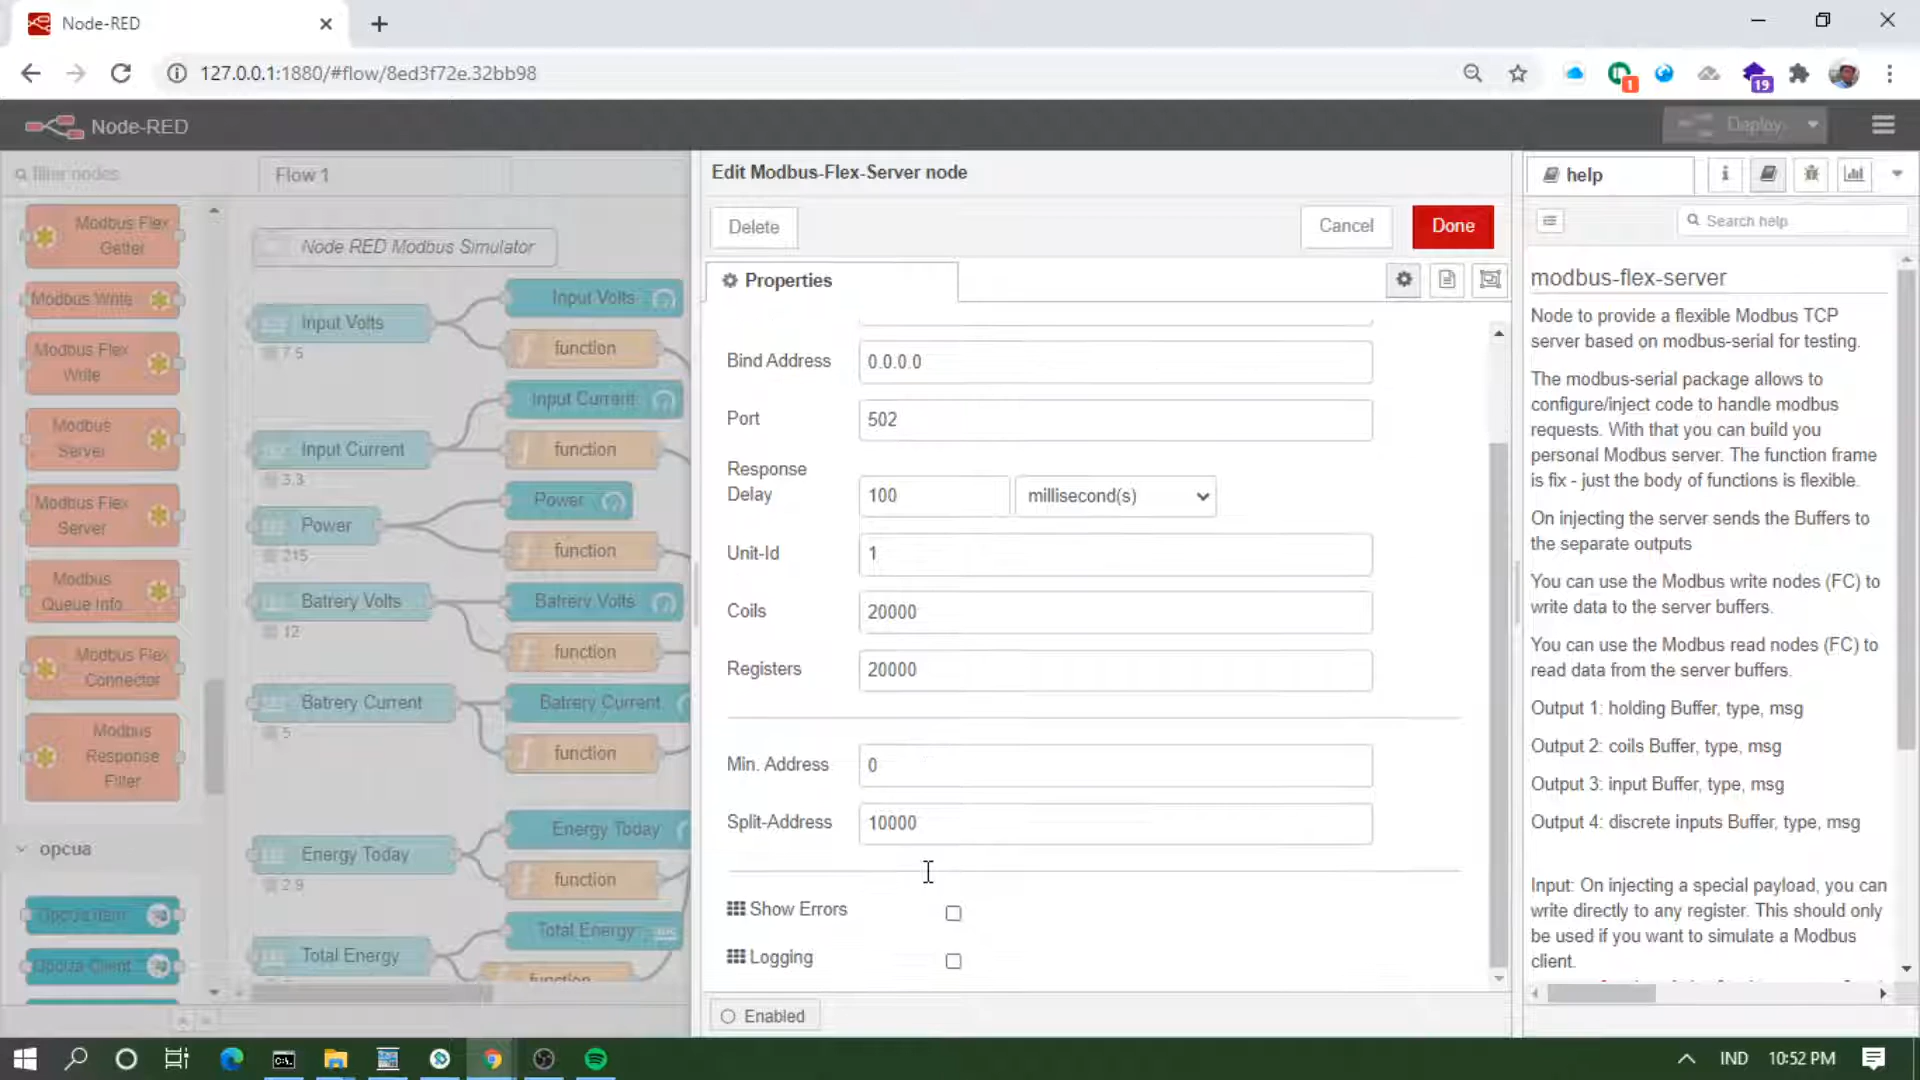 Node-RED
127.0.0.1:1880/#flow/8ed3f72e.32bb98
1
19
Node-RED
Deploy
filter nodes
Modbus Flex
Getter
Modbus Write
Modbus Flex
Write
Modbus
Server
Modbus Flex
Server
Modbus
Queue Info
Modbus Flex
Connector
Modbus
Response
Filter
opcua
OpcUa Item
OpcUa Client
Flow 1
Node RED Modbus Simulator
Input Volts
7.5
Input Volts
function
Input Current
3.3
Input Current
function
Power
215
Power
function
Batrery Volts
12
Batrery Volts
function
Batrery Current
5
Batrery Current
function
Energy Today
2.9
Energy Today
function
Total Energy
Total Energy
function
Edit Modbus-Flex-Server node
Delete
Cancel
Done
Properties
Bind Address
0.0.0.0
Port
502
Response
Delay
100
millisecond(s)
Unit-Id
1
Coils
20000
Registers
20000
Min. Address
0
Split-Address
10000
Show Errors
Logging
Enabled
help
Search help
modbus-flex-server
Node to provide a flexible Modbus TCP
server based on modbus-serial for testing.
The modbus-serial package allows to
configure/inject code to handle modbus
requests. With that you can build you
personal Modbus server. The function frame
is fix - just the body of functions is flexible.
On injecting the server sends the Buffers to
the separate outputs
You can use the Modbus write nodes (FC) to
write data to the server buffers.
You can use the Modbus read nodes (FC) to
read data from the server buffers.
Output 1: holding Buffer, type, msg
Output 2: coils Buffer, type, msg
Output 3: input Buffer, type, msg
Output 4: discrete inputs Buffer, type, msg
Input: On injecting a special payload, you can
write directly to any register. This should only
be used if you want to simulate a Modbus
client.
IND
10:52 PM